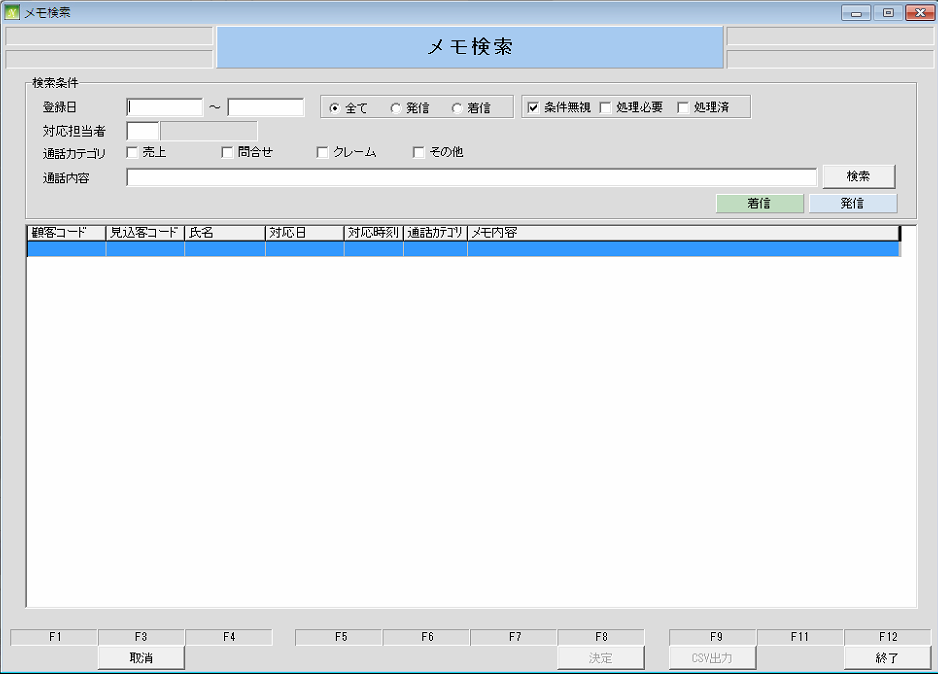 メモ検索
メモ検索
検索条件
登録日 ～ 全て 発信 着信 条件無視 処理必要 処理済
対応担当者
通話カテゴリ 売上 問合せ クレーム その他
通話内容 検索
着信 発信
顧客コード 見込客コード 氏名 対応日 対応時刻 通話カテゴリ メモ内容
F1 F3 F4 F5 F6 F7 F8 F9 F11 F12
取消 決定 CSV出力 終了